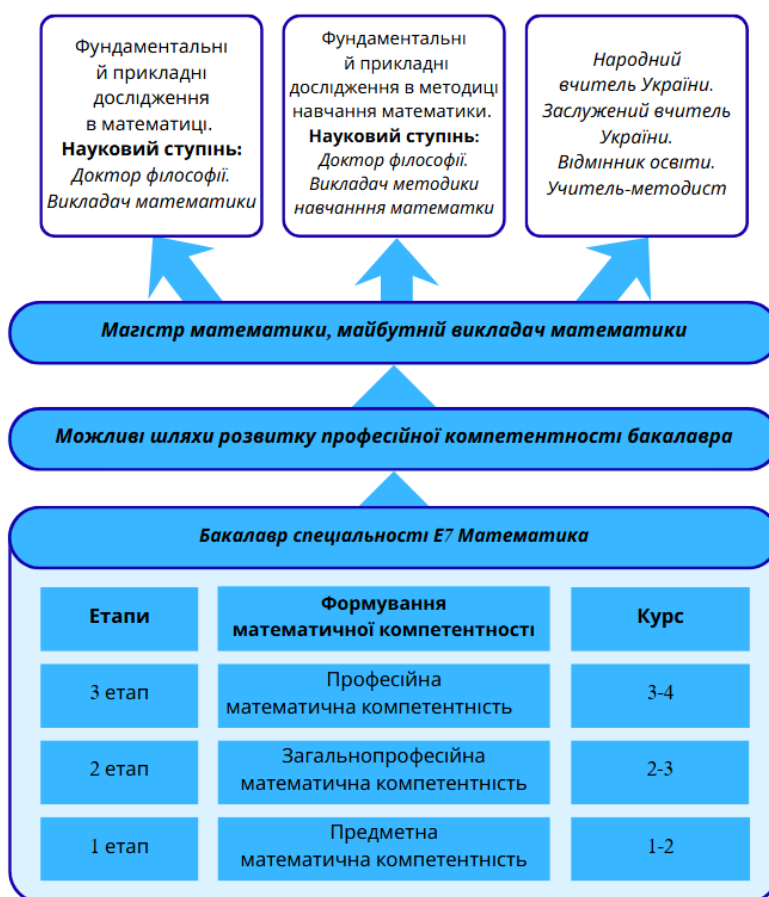 Фундаментальні
й прикладні
дослідження
в математиці.
Науковий ступінь:
Доктор філософії.
Викладач математики
Фундаментальні
й прикладні
дослідження в методиці
навчання математики.
Науковий ступінь:
Доктор філософії.
Викладач методики
навчанння математки
Народний
вчитель України.
Заслужений вчитель
України.
Відмінник освіти.
Учитель-методист
Магістр математики, майбутній викладач математики
Можливі шляхи розвитку професійної компетентності бакалавра
Бакалавр спеціальності Е7 Математика
Етапи
Формування
математичної компетентності
Курс
3 етап
Професійна
математична компетентність
3-4
2 етап
Загальнопрофесійна
математична компетентність
2-3
1 етап
Предметна
математична компетентність
1-2